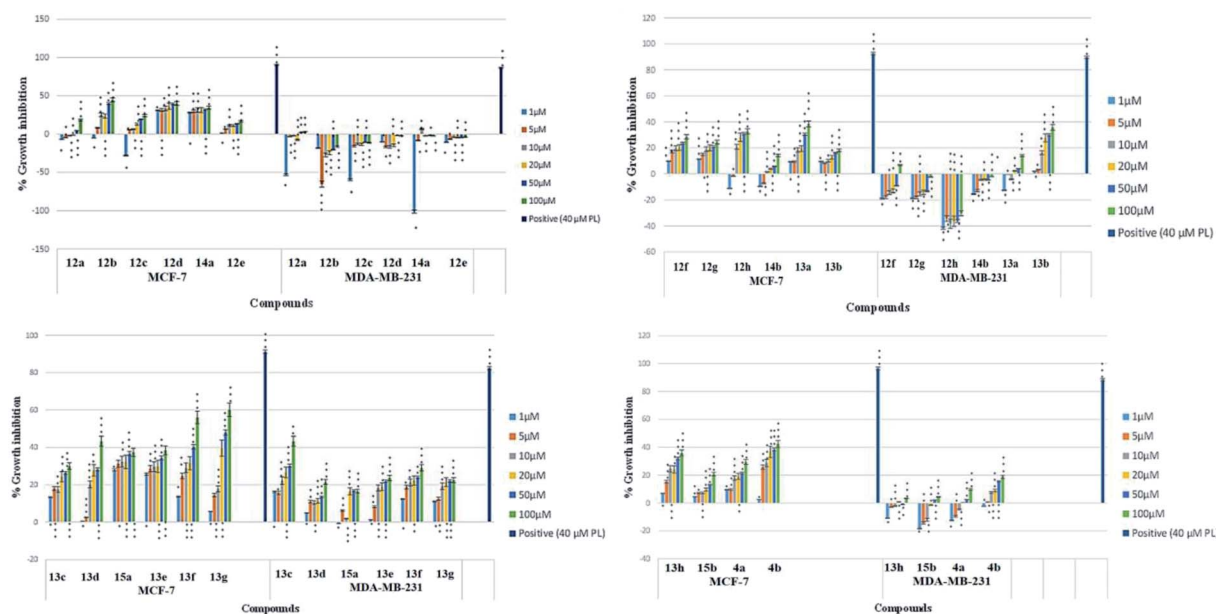 % Growth inhibition
150
100
50
0
-50
-100
-150
12a 12b 12c 12d 14a 12e
MCF-7
12a 12b 12c 12d 14a 12e
MDA-MB-231
Compounds
1µM
5µM
10µM
20µM
50µM
100µM
Positive (40 µM PL)
% Growth inhibition
120
100
80
60
40
20
0
-20
-40
-60
12f 12g 12h 14b 13a 13b
MCF-7
12f 12g 12h 14b 13a 13b
MDA-MB-231
Compounds
1µM
5µM
10µM
20µM
50µM
100µM
Positive (40 µM PL)
% Growth inhibition
100
80
60
40
20
0
-20
13c 13d 15a 13e 13f 13g
MCF-7
13c 13d 15a 13e 13f 13g
MDA-MB-231
Compounds
1µM
5µM
10µM
20µM
50µM
100µM
Positive (40 µM PL)
% Growth inhibition
120
100
80
60
40
20
0
-20
-40
13h 15b 4a 4b
MCF-7
13h 15b 4a 4b
MDA-MB-231
Compounds
1µM
5µM
10µM
20µM
50µM
100µM
Positive (40 µM PL)